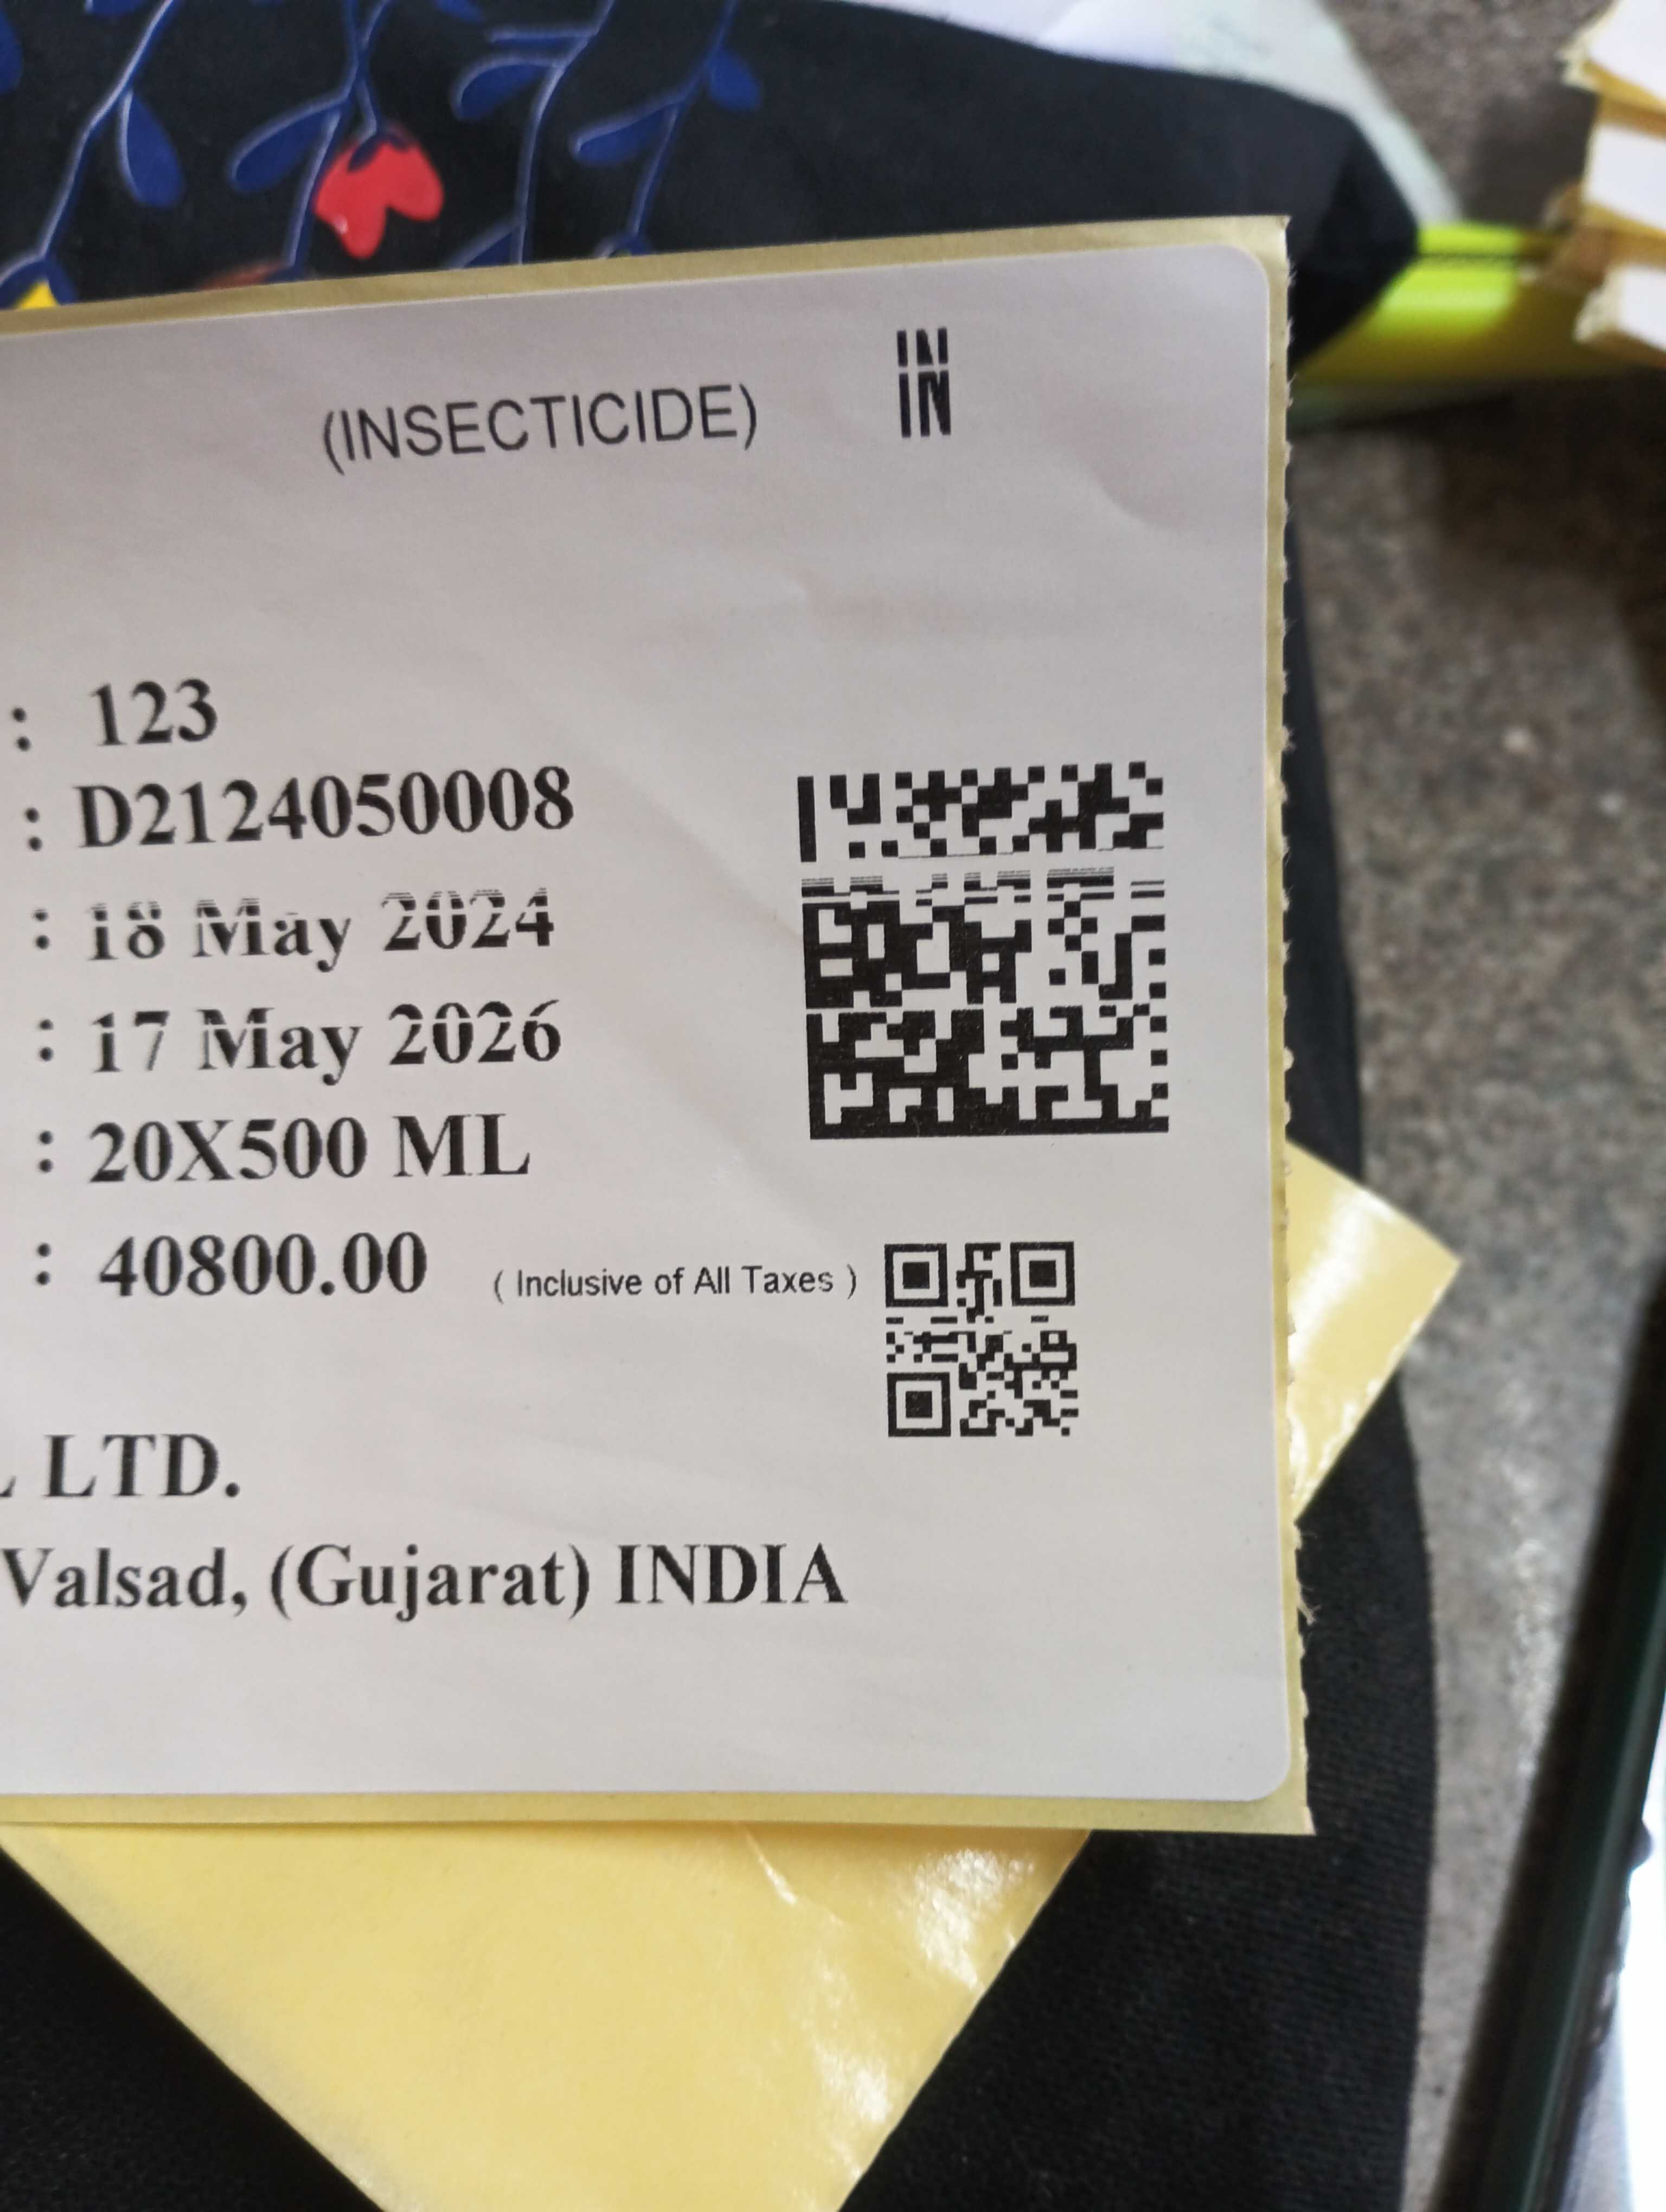 (INSECTICIDE) IN
: 123
: D2124050008
: 18 May 2024
: 17 May 2026
: 20X500 ML
: 40800.00 ( Inclusive of All Taxes )
LTD.
Valsad, (Gujarat) INDIA